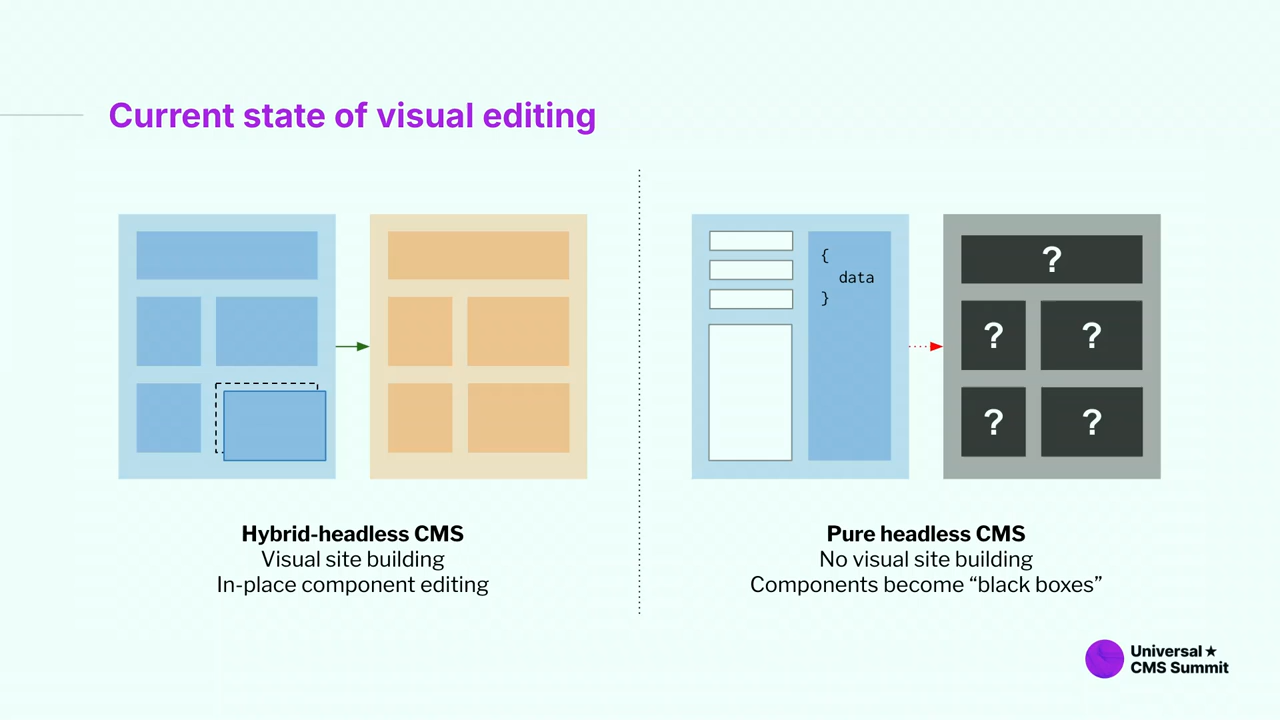 Current state of visual editing
{
data
}
?
? ?
? ?
Hybrid-headless CMS
Visual site building
In-place component editing
Pure headless CMS
No visual site building
Components become “black boxes”
Universal ★
CMS Summit